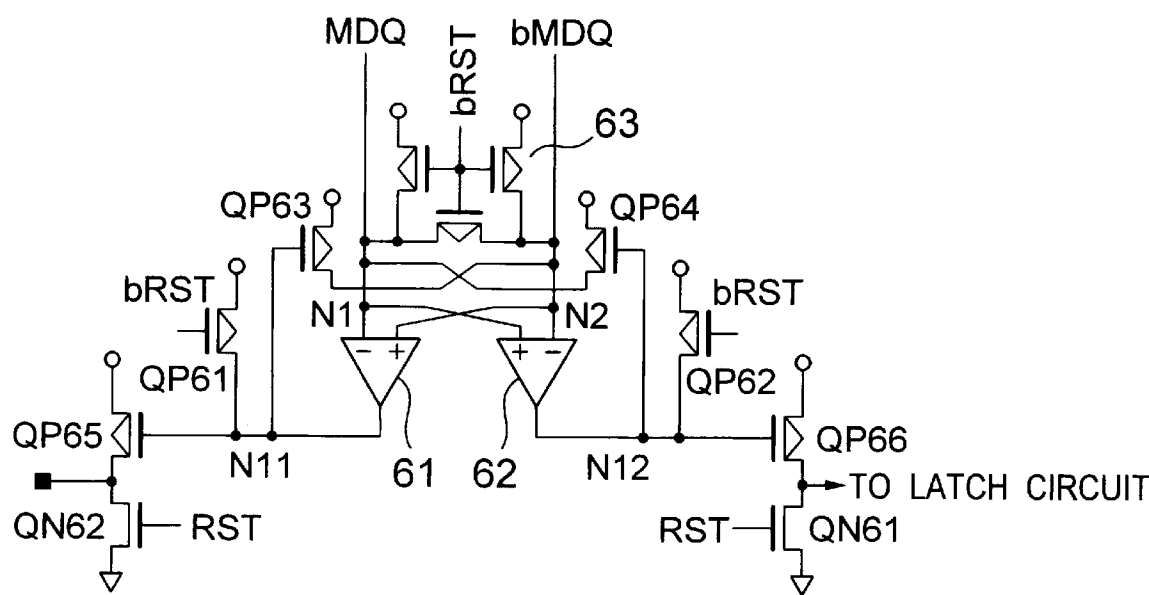 MDQ
bMDQ
bRST
63
QP63
QP64
bRST
bRST
N1
N2
- +
+ -
QP61
QP62
QP65
QP66
N11
61
62
N12
TO LATCH CIRCUIT
QN62
RST
RST
QN61